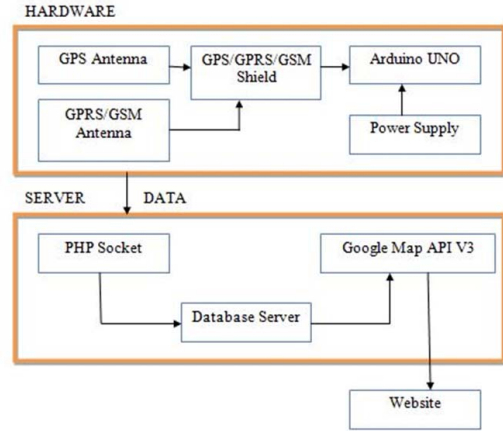 HARDWARE
GPS Antenna
GPS/GPRS/GSM
Shield
Arduino UNO
GPRS/GSM
Antenna
Power Supply
SERVER
DATA
PHP Socket
Google Map API V3
Database Server
Website